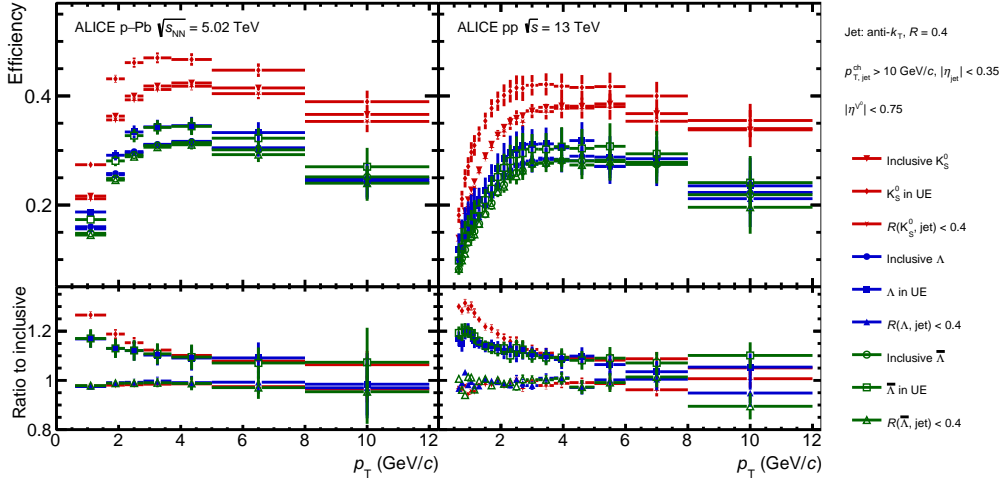 ALICE p–Pb √s_NN = 5.02 TeV
ALICE pp √s = 13 TeV
Efficiency
0.4
0.2
Ratio to inclusive
1.2
1
0.8
0 2 4 6 8 10 12
2 4 6 8 10 12
p_T (GeV/c)
p_T (GeV/c)
Jet: anti-k_T, R = 0.4
p_T, jet^ch > 10 GeV/c, |η_jet| < 0.35
|η^V⁰| < 0.75
Inclusive K_S^0
K_S^0 in UE
R(K_S^0, jet) < 0.4
Inclusive Λ
Λ in UE
R(Λ, jet) < 0.4
Inclusive Λ̅
Λ̅ in UE
R(Λ̅, jet) < 0.4